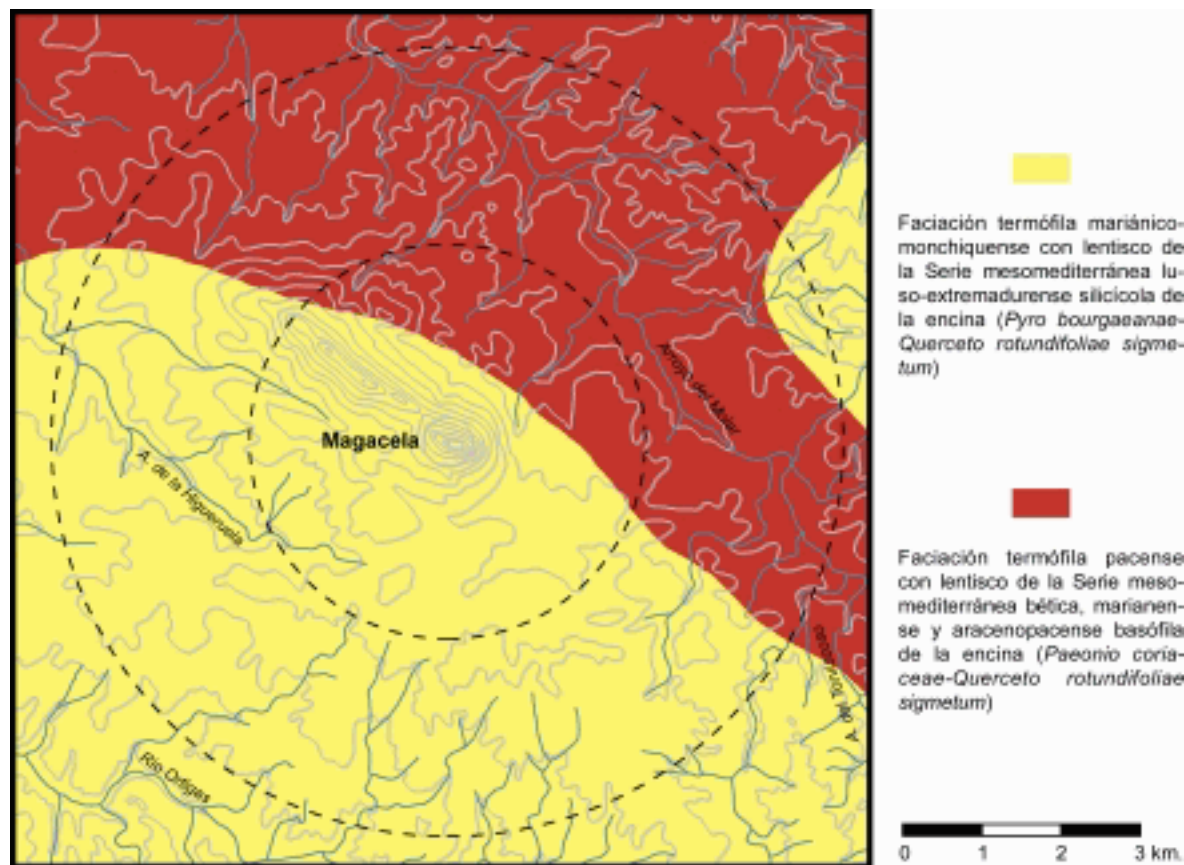 Magacela
A. de la Higueruela
Arroyo del Molar
Río Ortigas
Faciación termófila mariánico-
monchiquense con lentisco de
la Serie mesomediterránea lu-
so-extremadurense silicícola de
la encina (Pyro bourgaeanae-
Querceto rotundifoliae sigme-
tum)
Faciación termófila pacense
con lentisco de la Serie meso-
mediterránea bética, marianen-
se y aracenopacense basófila
de la encina (Paeonio coria-
ceae-Querceto rotundifoliae
sigmetum)
0 1 2 3 km.